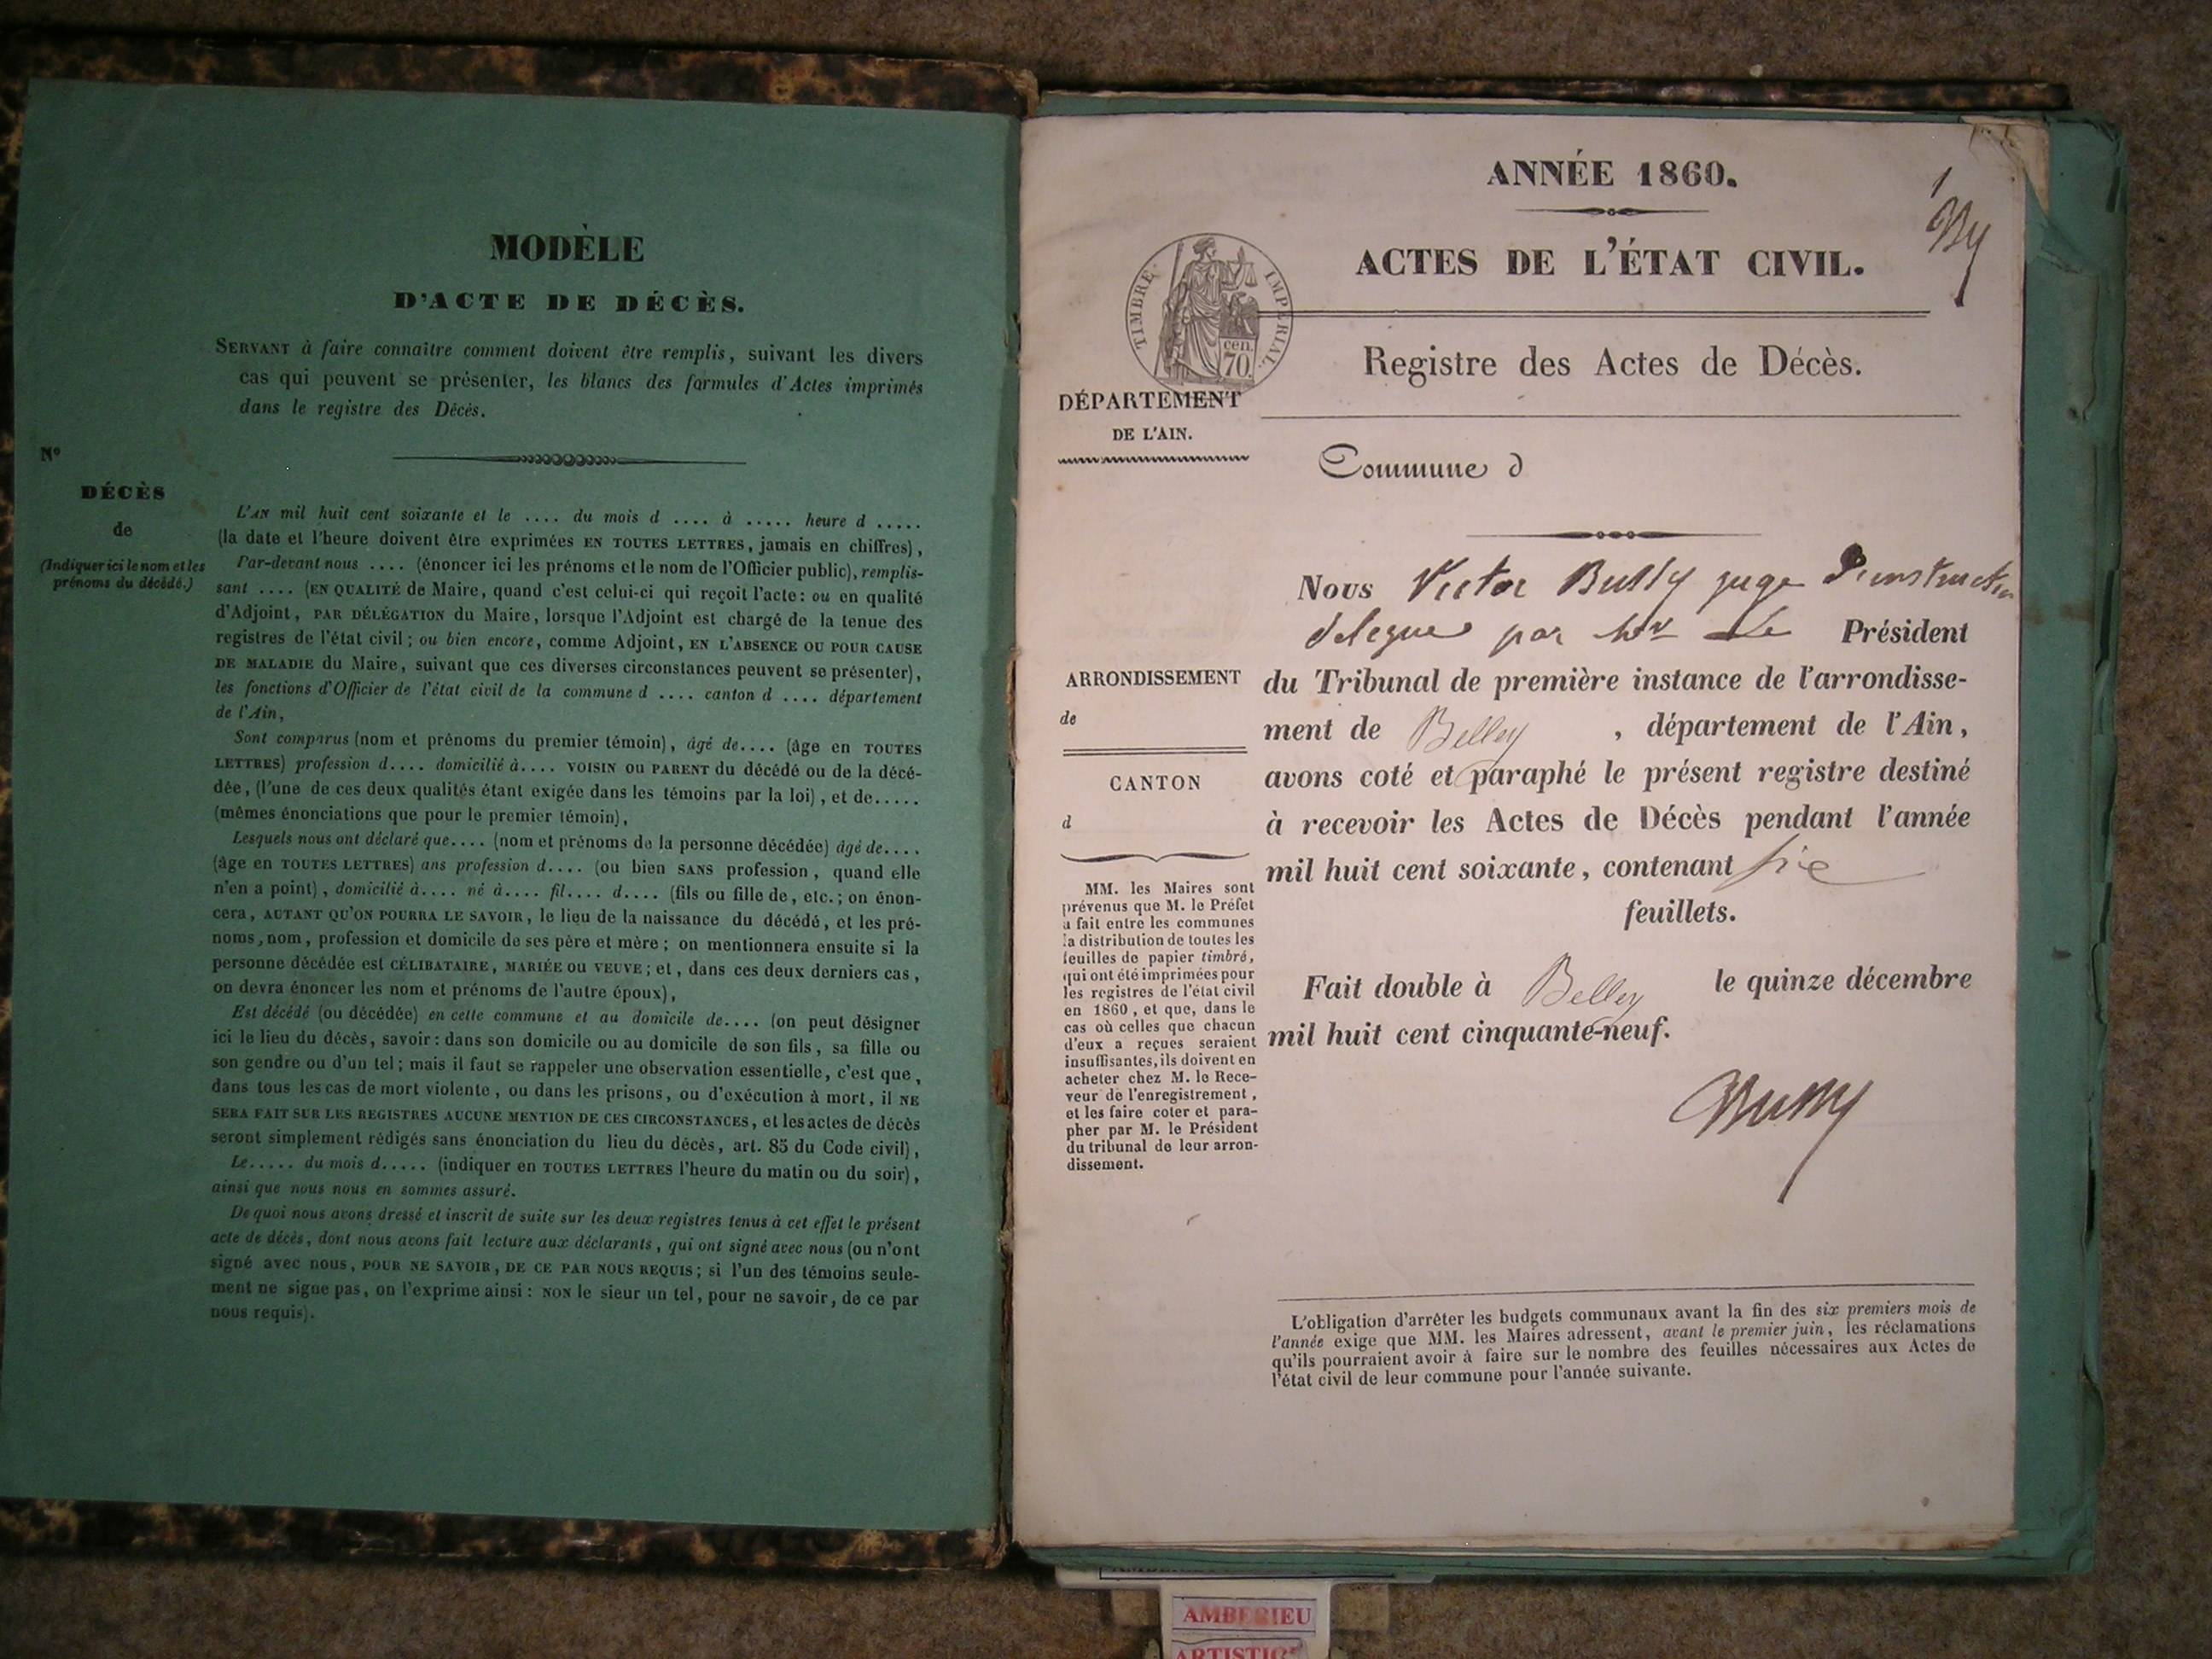 MODÈLE
D'ACTE DE DÉCÈS.
SERVANT à faire connaître comment doivent être remplis, suivant les divers
cas qui peuvent se présenter, les blancs des formules d'Actes imprimés
dans le registre des Décès.
N°
DÉCÈS
de
(Indiquer ici le nom et les
prénoms du décédé.)
L'AN mil huit cent soixante et le .... du mois d .... à ..... heure d .....
(la date et l'heure doivent être exprimées EN TOUTES LETTRES, jamais en chiffres),
Par-devant nous .... (énoncer ici les prénoms et le nom de l'Officier public), remplis-
sant .... (EN QUALITÉ de Maire, quand c'est celui-ci qui reçoit l'acte: ou en qualité
d'Adjoint, PAR DÉLÉGATION du Maire, lorsque l'Adjoint est chargé de la tenue des
registres de l'état civil; ou bien encore, comme Adjoint, EN L'ABSENCE OU POUR CAUSE
DE MALADIE du Maire, suivant que ces diverses circonstances peuvent se présenter),
les fonctions d'Officier de l'état civil de la commune d .... canton d .... département
de l'Ain,
Sont comparus (nom et prénoms du premier témoin), âgé de.... (âge en TOUTES
LETTRES) profession d.... domicilié à.... VOISIN OU PARENT du décédé ou de la décé-
dée, (l'une de ces deux qualités étant exigée dans les témoins par la loi), et de.....
(mêmes énonciations que pour le premier témoin),
Lesquels nous ont déclaré que.... (nom et prénoms de la personne décédée) âgé de....
(âge en TOUTES LETTRES) ans profession d.... (ou bien SANS profession, quand elle
n'en a point), domicilié à.... né à.... fil.... d.... (fils ou fille de, etc.; on énon-
cera, AUTANT QU'ON POURRA LE SAVOIR, le lieu de la naissance du décédé, et les pré-
noms, nom, profession et domicile de ses père et mère; on mentionnera ensuite si la
personne décédée est CÉLIBATAIRE, MARIÉE OU VEUVE; et, dans ces deux derniers cas,
on devra énoncer les nom et prénoms de l'autre époux),
Est décédé (ou décédée) en cette commune et au domicile de.... (on peut désigner
ici le lieu du décès, savoir: dans son domicile ou au domicile de son fils, sa fille ou
son gendre ou d'un tel; mais il faut se rappeler une observation essentielle, c'est que,
dans tous les cas de mort violente, ou dans les prisons, ou d'exécution à mort, il NE
SERA FAIT SUR LES REGISTRES AUCUNE MENTION DE CES CIRCONSTANCES, et les actes de décès
seront simplement rédigés sans énonciation du lieu du décès, art. 85 du Code civil),
Le..... du mois d..... (indiquer en TOUTES LETTRES l'heure du matin ou du soir),
ainsi que nous nous en sommes assuré.
De quoi nous avons dressé et inscrit de suite sur les deux registres tenus à cet effet le présent
acte de décès, dont nous avons fait lecture aux déclarants, qui ont signé avec nous (ou n'ont
signé avec nous, POUR NE SAVOIR, DE CE PAR NOUS REQUIS; si l'un des témoins seule-
ment ne signe pas, on l'exprime ainsi: NON le sieur un tel, pour ne savoir, de ce par
nous requis).
ANNÉE 1860.
1
By
ACTES DE L'ÉTAT CIVIL.
TIMBRE IMPÉRIAL.
cen.
70.
Registre des Actes de Décès.
DÉPARTEMENT
DE L'AIN.
Commune d
Nous Victor Bully juge d'instruction
délégué par Mr Le Président
du Tribunal de première instance de l'arrondisse-
ment de Belley, département de l'Ain,
avons coté et paraphé le présent registre destiné
à recevoir les Actes de Décès pendant l'année
mil huit cent soixante, contenant six
feuillets.
Fait double à Belley le quinze décembre
mil huit cent cinquante-neuf.
ARRONDISSEMENT
de
CANTON
d
MM. les Maires sont
prévenus que M. le Préfet
a fait entre les communes
la distribution de toutes les
feuilles de papier timbré,
qui ont été imprimées pour
les registres de l'état civil
en 1860, et que, dans le
cas où celles que chacun
d'eux a reçues seraient
insuffisantes, ils doivent en
acheter chez M. le Rece-
veur de l'enregistrement,
et les faire coter et para-
pher par M. le Président
du tribunal de leur arron-
dissement.
L'obligation d'arrêter les budgets communaux avant la fin des six premiers mois de
l'année exige que MM. les Maires adressent, avant le premier juin, les réclamations
qu'ils pourraient avoir à faire sur le nombre des feuilles nécessaires aux Actes de
l'état civil de leur commune pour l'année suivante.
AMBERIEU